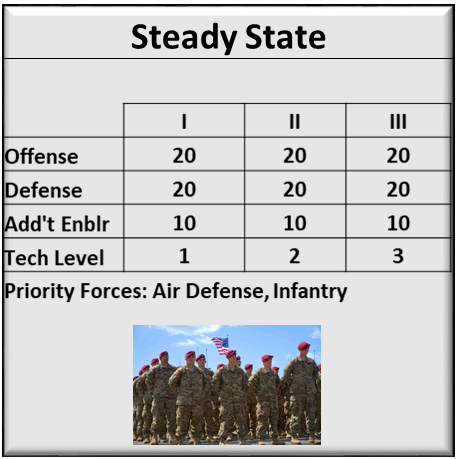 Steady State
I II III
Offense 20 20 20
Defense 20 20 20
Add't Enblr 10 10 10
Tech Level 1 2 3
Priority Forces: Air Defense, Infantry